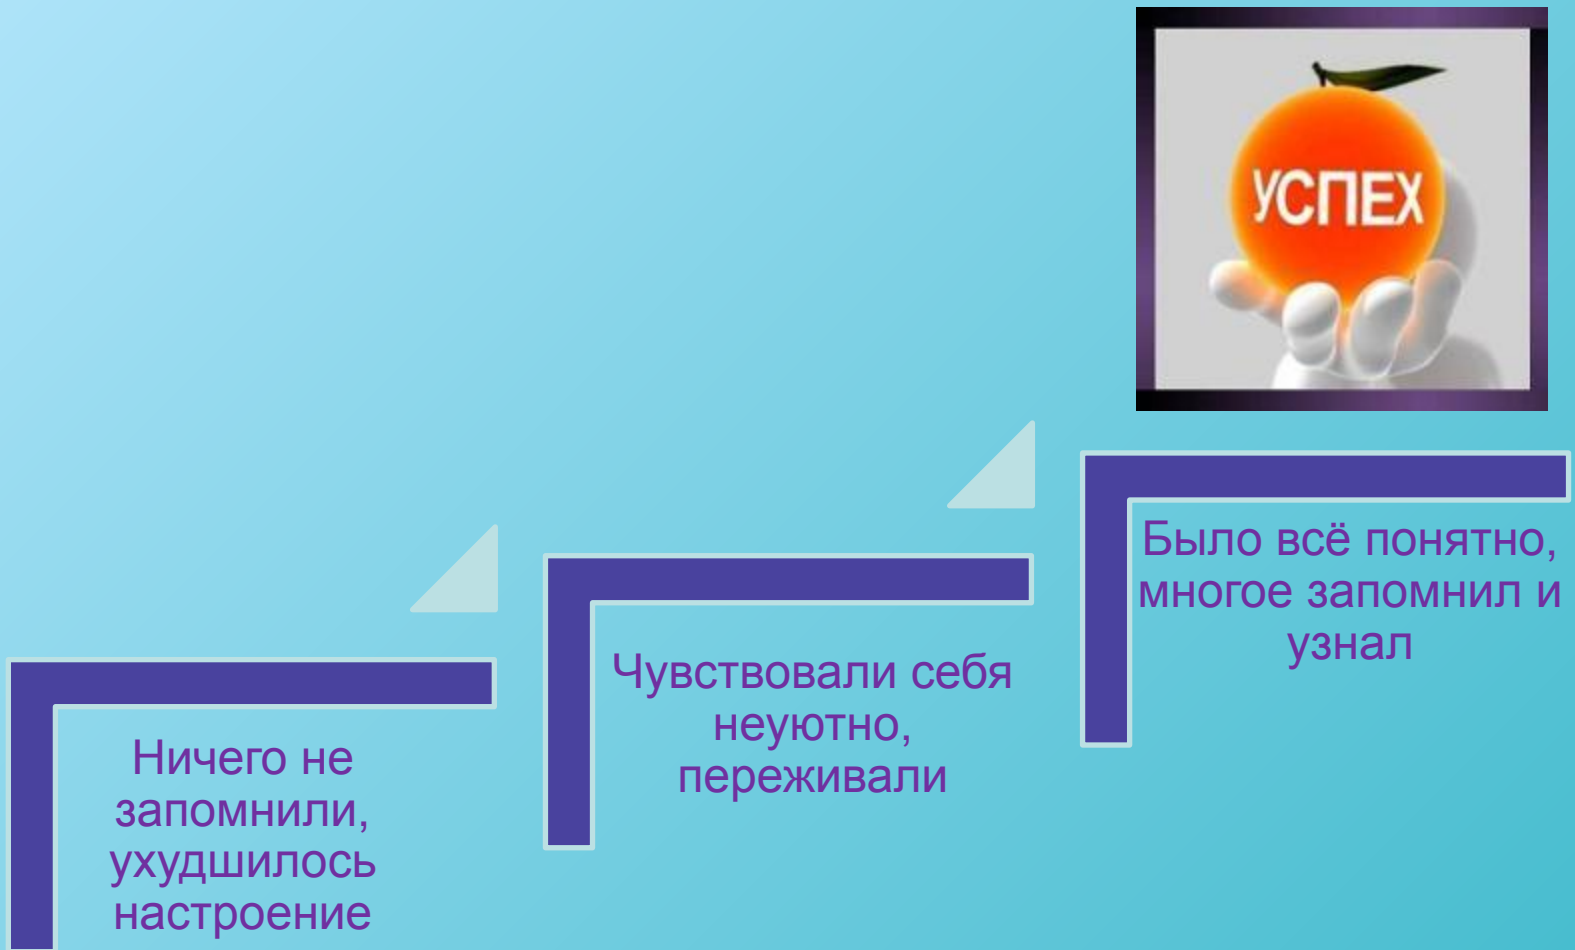 УСПЕХ
Ничего не
запомнили,
ухудшилось
настроение
Чувствовали себя
неуютно,
переживали
Было всё понятно,
многое запомнил и
узнал